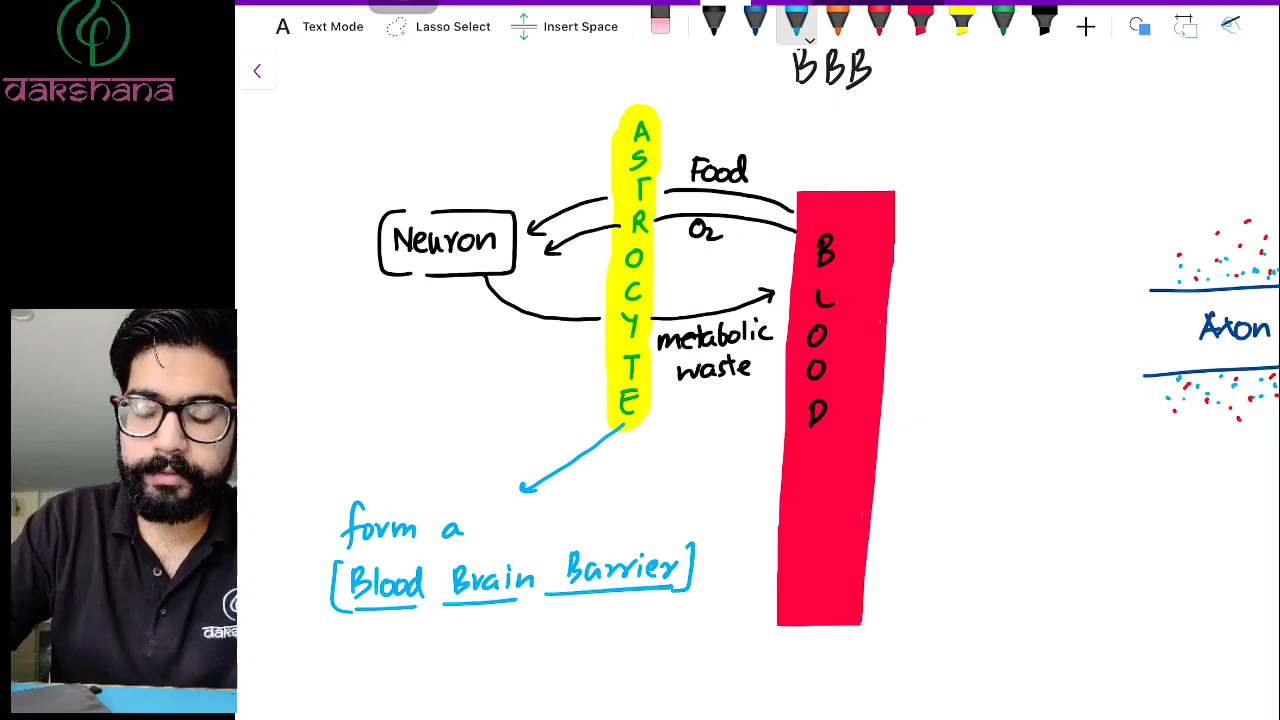 dakshana
A Text Mode
Lasso Select
Insert Space
BBB
ASTROCYTE
Food
O₂
Neuron
metabolic
waste
BLOOD
Axon
form a
[Blood Brain Barrier]